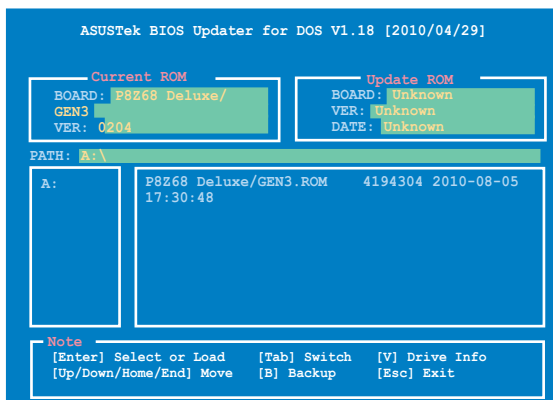 ASUSTek BIOS Updater for DOS V1.18 [2010/04/29]
Current ROM
BOARD: P8Z68 Deluxe/
GEN3
VER: 0204
Update ROM
BOARD: Unknown
VER: Unknown
DATE: Unknown
PATH: A:\
A:
P8Z68 Deluxe/GEN3.ROM 4194304 2010-08-05
17:30:48
Note
[Enter] Select or Load [Tab] Switch [V] Drive Info
[Up/Down/Home/End] Move [B] Backup [Esc] Exit